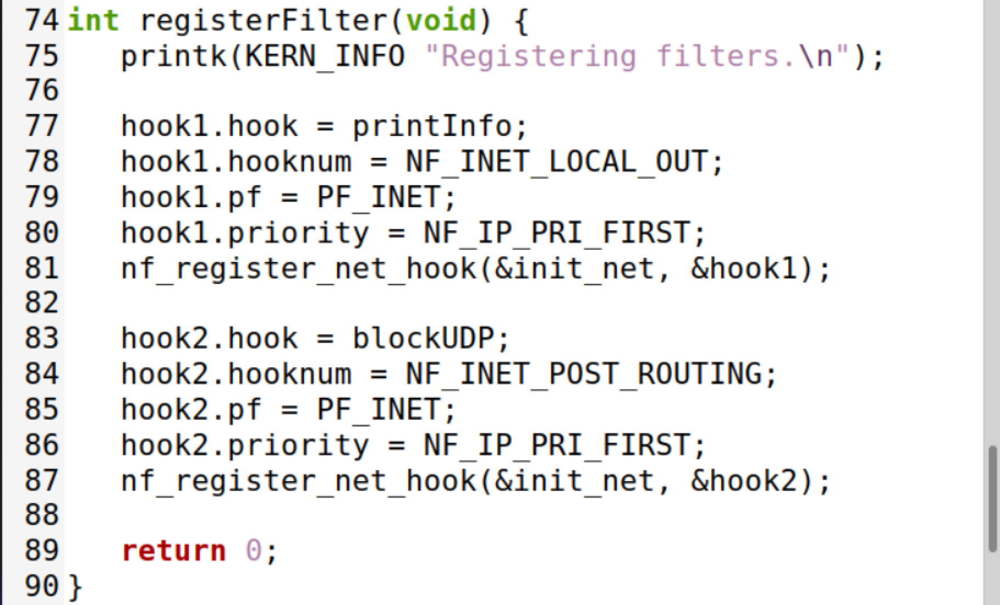 74 int registerFilter(void) {
75    printk(KERN_INFO "Registering filters.\n");
76
77    hook1.hook = printInfo;
78    hook1.hooknum = NF_INET_LOCAL_OUT;
79    hook1.pf = PF_INET;
80    hook1.priority = NF_IP_PRI_FIRST;
81    nf_register_net_hook(&init_net, &hook1);
82
83    hook2.hook = blockUDP;
84    hook2.hooknum = NF_INET_POST_ROUTING;
85    hook2.pf = PF_INET;
86    hook2.priority = NF_IP_PRI_FIRST;
87    nf_register_net_hook(&init_net, &hook2);
88
89    return 0;
90 }